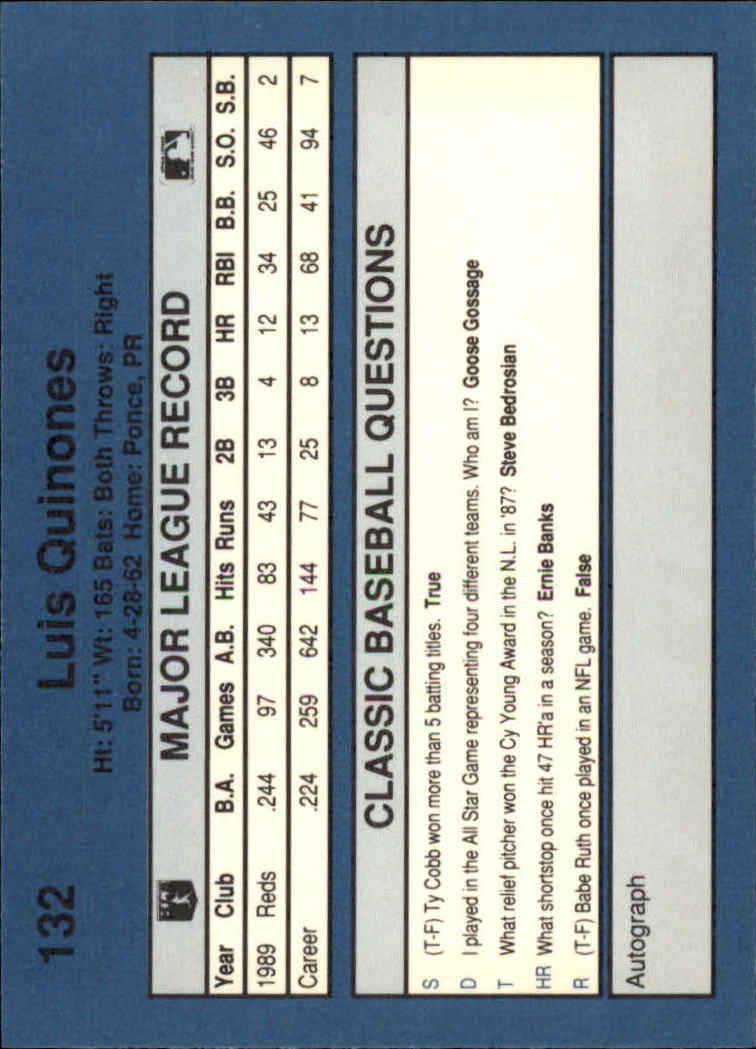 132 Luis Quinones
Ht: 5'11" Wt: 165 Bats: Both Throws: Right
Born: 4-28-62 Home: Ponce, PR
MAJOR LEAGUE RECORD
Year Club B.A. Games A.B. Hits Runs 2B 3B HR RBI B.B. S.O. S.B.
1989 Reds .244 97 340 83 43 13 4 12 34 25 46 2
Career .224 259 642 144 77 25 8 13 68 41 94 7
CLASSIC BASEBALL QUESTIONS
S (T-F) Ty Cobb won more than 5 batting titles. True
D I played in the All Star Game representing four different teams. Who am I? Goose Gossage
T What relief pitcher won the Cy Young Award in the N.L. in '87? Steve Bedrosian
HR What shortstop once hit 47 HR'a in a season? Ernie Banks
R (T-F) Babe Ruth once played in an NFL game. False
Autograph